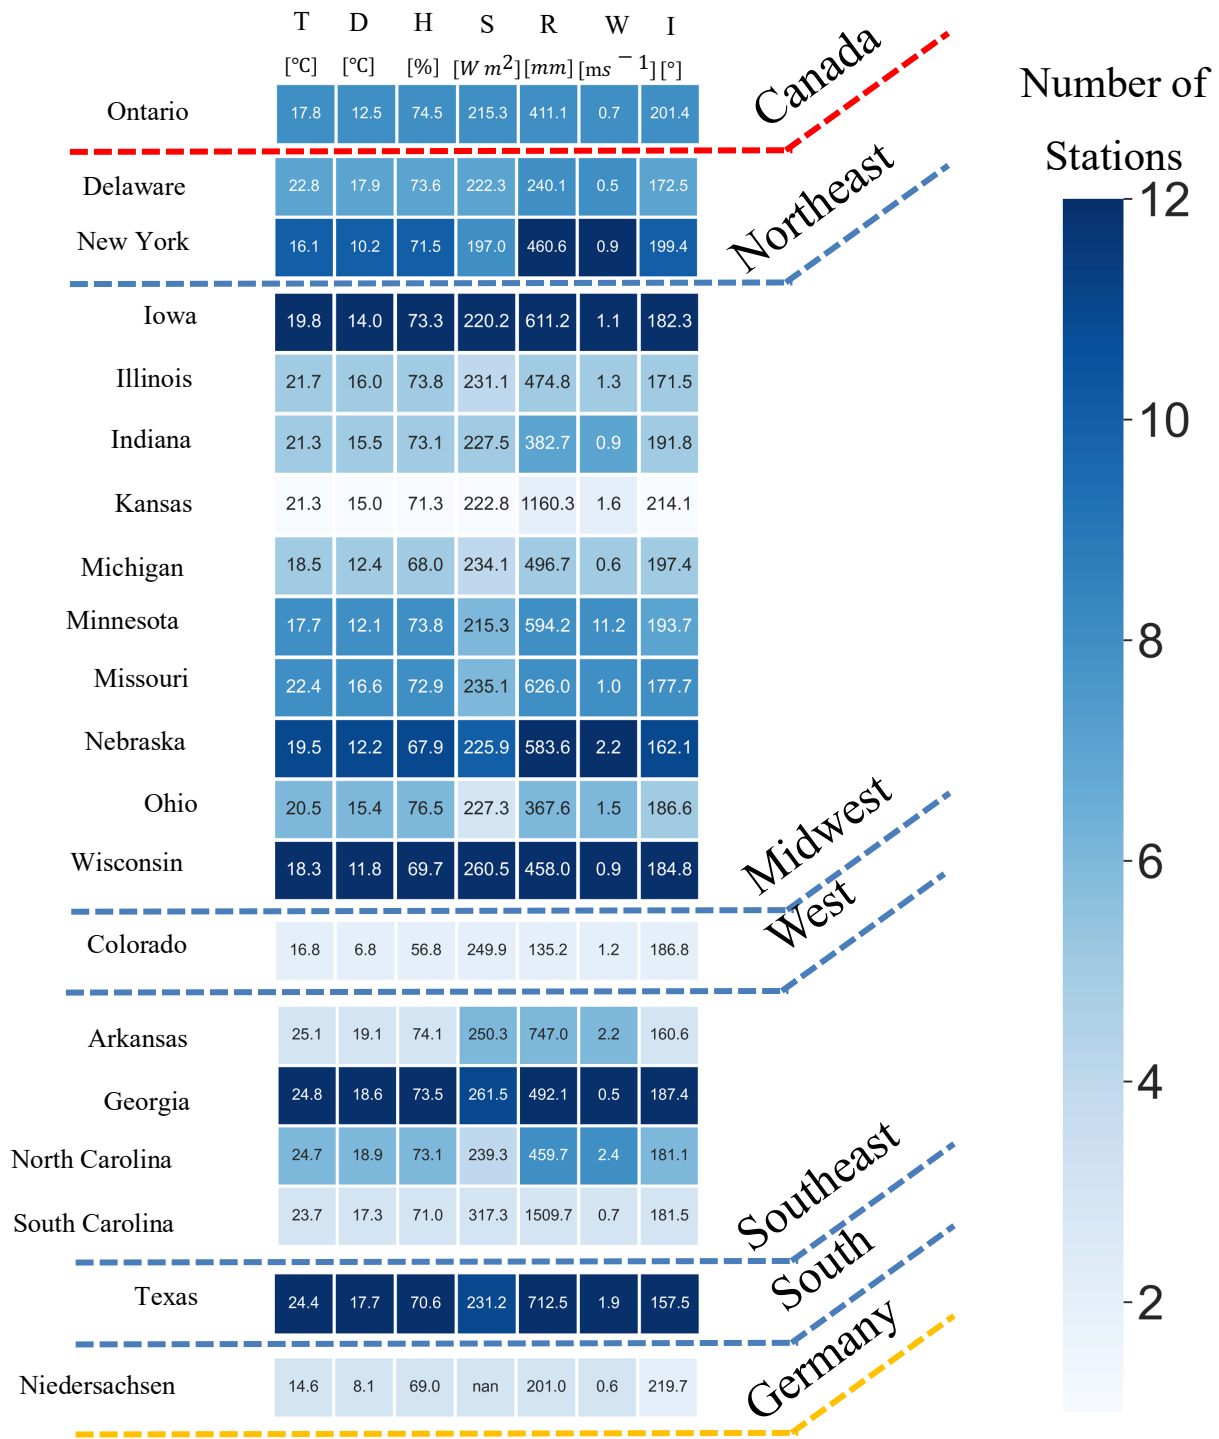 T D H S R W I
[°C] [°C] [%] [W m²] [mm] [ms⁻¹] [°]
Ontario 17.8 12.5 74.5 215.3 411.1 0.7 201.4
Canada
Delaware 22.8 17.9 73.6 222.3 240.1 0.5 172.5
New York 16.1 10.2 71.5 197.0 460.6 0.9 199.4
Northeast
Iowa 19.8 14.0 73.3 220.2 611.2 1.1 182.3
Illinois 21.7 16.0 73.8 231.1 474.8 1.3 171.5
Indiana 21.3 15.5 73.1 227.5 382.7 0.9 191.8
Kansas 21.3 15.0 71.3 222.8 1160.3 1.6 214.1
Michigan 18.5 12.4 68.0 234.1 496.7 0.6 197.4
Minnesota 17.7 12.1 73.8 215.3 594.2 11.2 193.7
Missouri 22.4 16.6 72.9 235.1 626.0 1.0 177.7
Nebraska 19.5 12.2 67.9 225.9 583.6 2.2 162.1
Ohio 20.5 15.4 76.5 227.3 367.6 1.5 186.6
Wisconsin 18.3 11.8 69.7 260.5 458.0 0.9 184.8
Midwest
Colorado 16.8 6.8 56.8 249.9 135.2 1.2 186.8
West
Arkansas 25.1 19.1 74.1 250.3 747.0 2.2 160.6
Georgia 24.8 18.6 73.5 261.5 492.1 0.5 187.4
North Carolina 24.7 18.9 73.1 239.3 459.7 2.4 181.1
South Carolina 23.7 17.3 71.0 317.3 1509.7 0.7 181.5
Southeast
Texas 24.4 17.7 70.6 231.2 712.5 1.9 157.5
South
Niedersachsen 14.6 8.1 69.0 nan 201.0 0.6 219.7
Germany
Number of
Stations
12
10
8
6
4
2